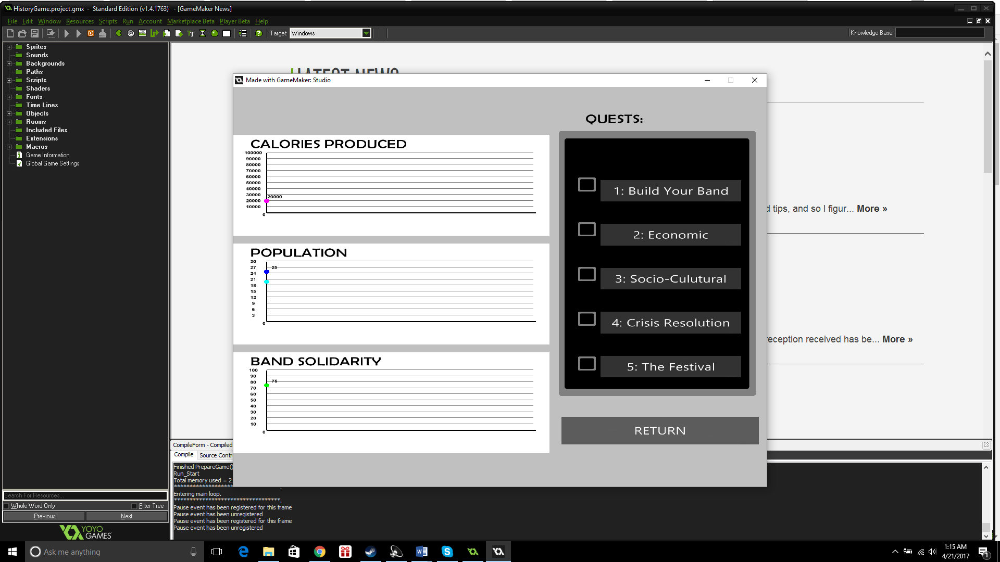 HistoryGame.project.gmx - Standard Edition (v1.4.1763) - [GameMaker News]
File Edit Window Resources Scripts Run Account Marketplace Beta Player Beta Help
Target: Windows
Knowledge Base:
Sprites
Sounds
Backgrounds
Paths
Scripts
Shaders
Fonts
Time Lines
Objects
Rooms
Included Files
Extensions
Macros
Game Information
Global Game Settings
LATEST NEWS
Made with GameMaker: Studio
CALORIES PRODUCED
100000
90000
80000
70000
60000
50000
40000
30000
20000
20000
10000
0
POPULATION
30
27
25
24
21
18
15
12
9
6
3
0
BAND SOLIDARITY
100
90
80
75
70
60
50
40
30
20
10
0
QUESTS:
1: Build Your Band
2: Economic
3: Socio-Culutural
4: Crisis Resolution
5: The Festival
RETURN
d tips, and so I figur... More »
reception received has be... More »
CompileForm - Compiled
Compile Source Contr
Finished PrepareGame()
Run_Start
Total memory used = 2
***********************
Entering main loop.
**********************************.
Pause event has been registered for this frame
Pause event has been unregistered
Pause event has been registered for this frame
Pause event has been unregistered
Search For Resources...
Whole Word Only Filter Tree
Previous Next
YOYO
GAMES
Ask me anything
1:15 AM
4/21/2017
1